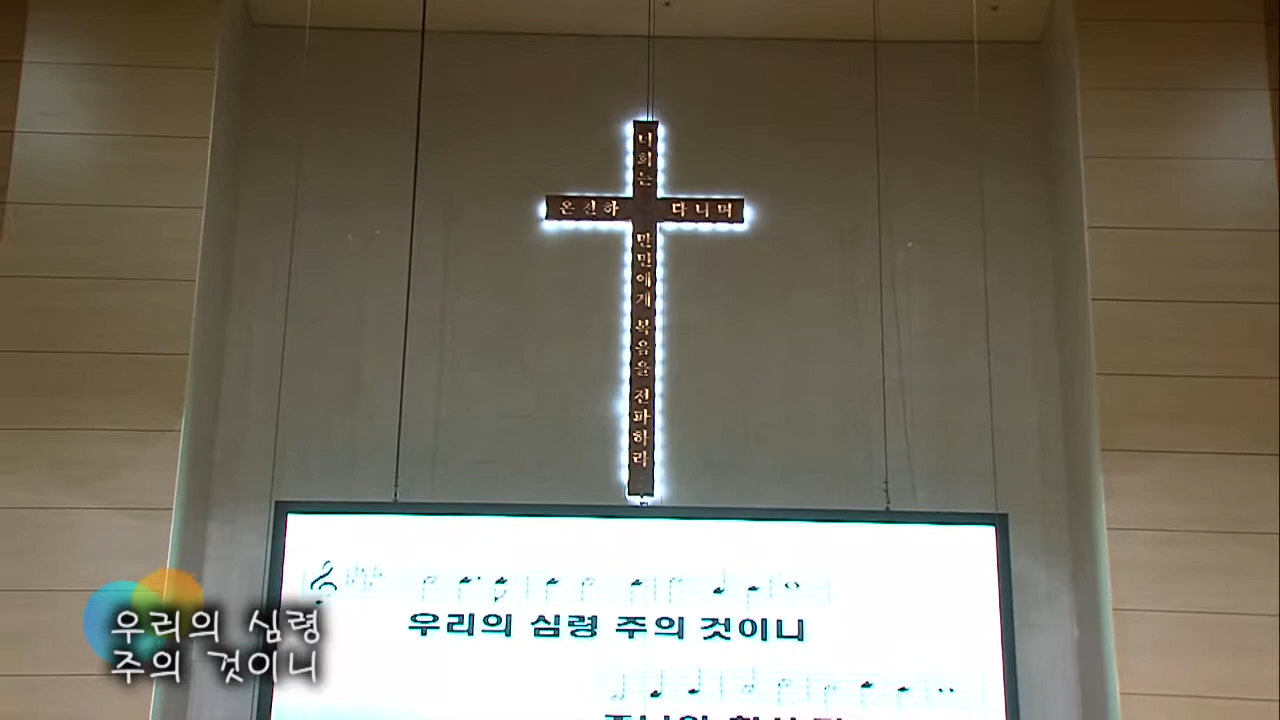 너희는
온 천하
다니며
만민에게 복음을 전파하라
우리의 심령 주의 것이니
우리의 심령
주의 것이니